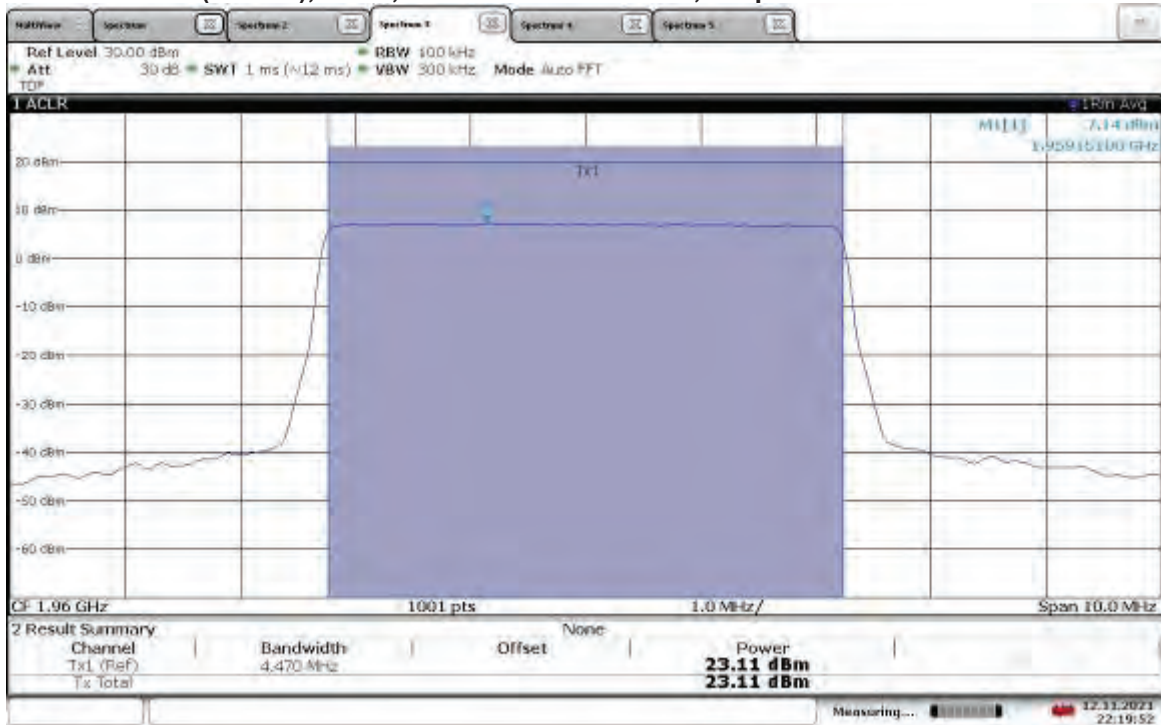 MultiView Spectrum Spectrum 2 Spectrum 3 Spectrum 4 Spectrum 5
Ref Level 30.00 dBm RBW 100 kHz
Att 30 dB SWT 1 ms (~12 ms) VBW 300 kHz Mode Auto FFT
TDF
1 ACLR 1Rm Avg
M1[1] 7.14 dBm
1.95915100 GHz
20 dBm
Tx1
10 dBm
0 dBm
-10 dBm
-20 dBm
-30 dBm
-40 dBm
-50 dBm
-60 dBm
CF 1.96 GHz 1001 pts 1.0 MHz/ Span 10.0 MHz
2 Result Summary None
Channel Bandwidth Offset Power
Tx1 (Ref) 4.470 MHz 23.11 dBm
Tx Total 23.11 dBm
Measuring... 12.11.2021
22:19:52